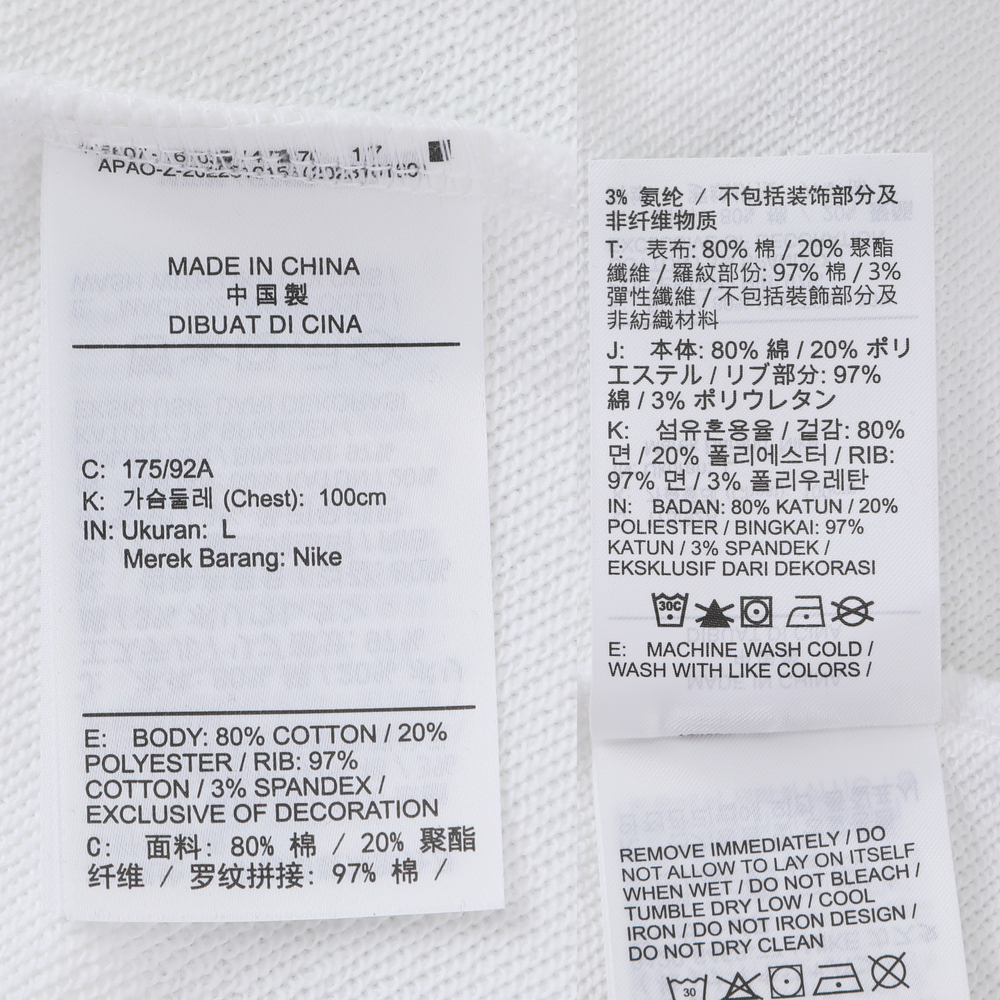 MADE IN CHINA
中国製
DIBUAT DI CINA
C: 175/92A
K: 가슴둘레 (Chest): 100cm
IN: Ukuran: L
Merek Barang: Nike
E: BODY: 80% COTTON / 20%
POLYESTER / RIB: 97%
COTTON / 3% SPANDEX /
EXCLUSIVE OF DECORATION
C: 面料: 80% 棉 / 20% 聚酯
纤维 / 罗纹拼接: 97% 棉 /
3% 氨纶 / 不包括装饰部分及
非纤维物质
T: 表布: 80% 棉 / 20% 聚酯
纖維 / 羅紋部份: 97% 棉 / 3%
彈性纖維 / 不包括裝飾部分及
非紡織材料
J: 本体: 80% 綿 / 20% ポリ
エステル / リブ部分: 97%
綿 / 3% ポリウレタン
K: 섬유혼용율 / 겉감: 80%
면 / 20% 폴리에스터 / RIB:
97% 면 / 3% 폴리우레탄
IN: BADAN: 80% KATUN / 20%
POLIESTER / BINGKAI: 97%
KATUN / 3% SPANDEK /
EKSKLUSIF DARI DEKORASI
30C
E: MACHINE WASH COLD /
WASH WITH LIKE COLORS /
REMOVE IMMEDIATELY / DO
NOT ALLOW TO LAY ON ITSELF
WHEN WET / DO NOT BLEACH /
TUMBLE DRY LOW / COOL
IRON / DO NOT IRON DESIGN /
DO NOT DRY CLEAN
30